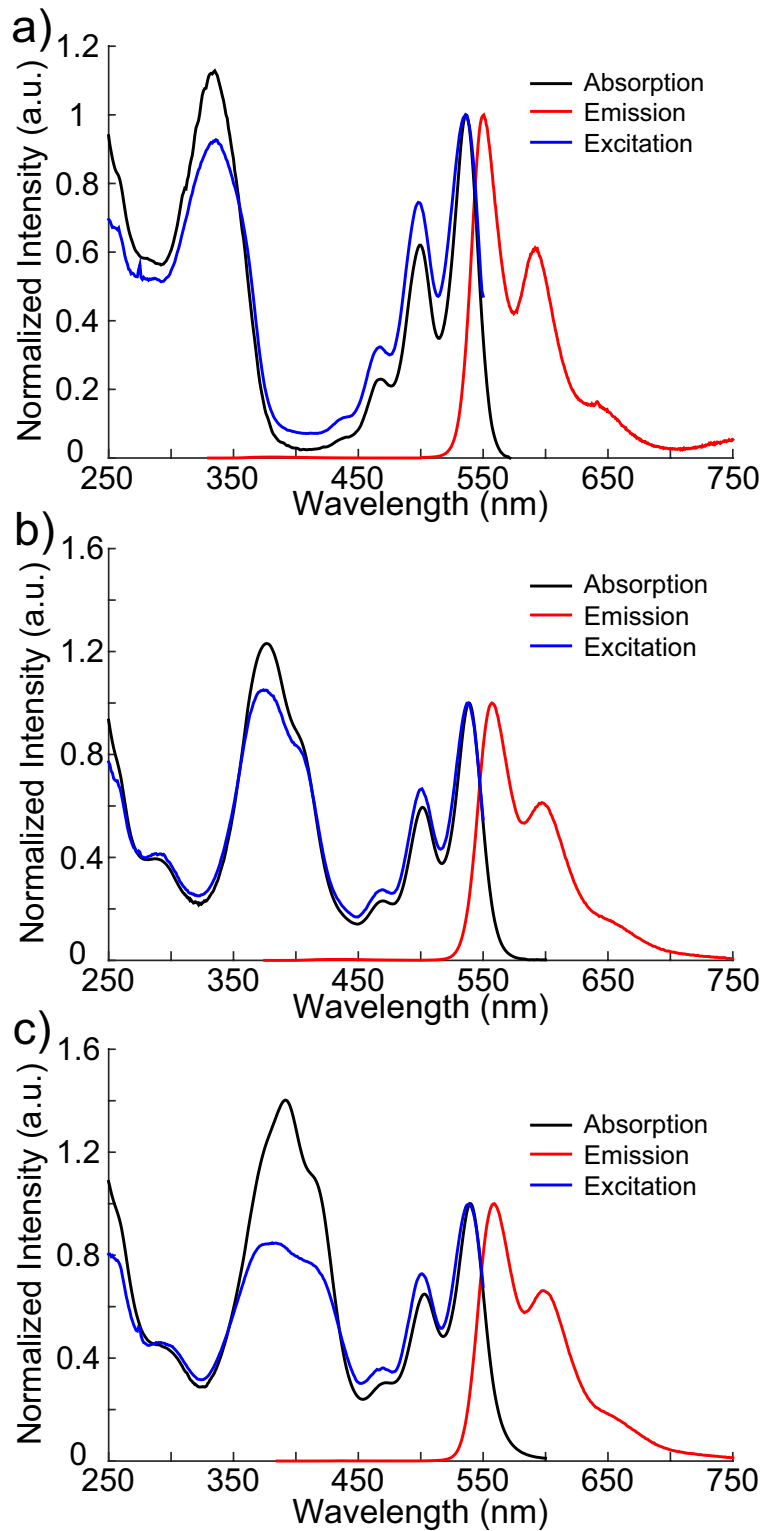 a)
Normalized Intensity (a.u.)
1.2
1
0.8
0.6
0.4
0.2
0
Absorption
Emission
Excitation
250 350 450 550 650 750
Wavelength (nm)
b)
Normalized Intensity (a.u.)
1.6
1.2
0.8
0.4
0
Absorption
Emission
Excitation
250 350 450 550 650 750
Wavelength (nm)
c)
Normalized Intensity (a.u.)
1.6
1.2
0.8
0.4
0
Absorption
Emission
Excitation
250 350 450 550 650 750
Wavelength (nm)